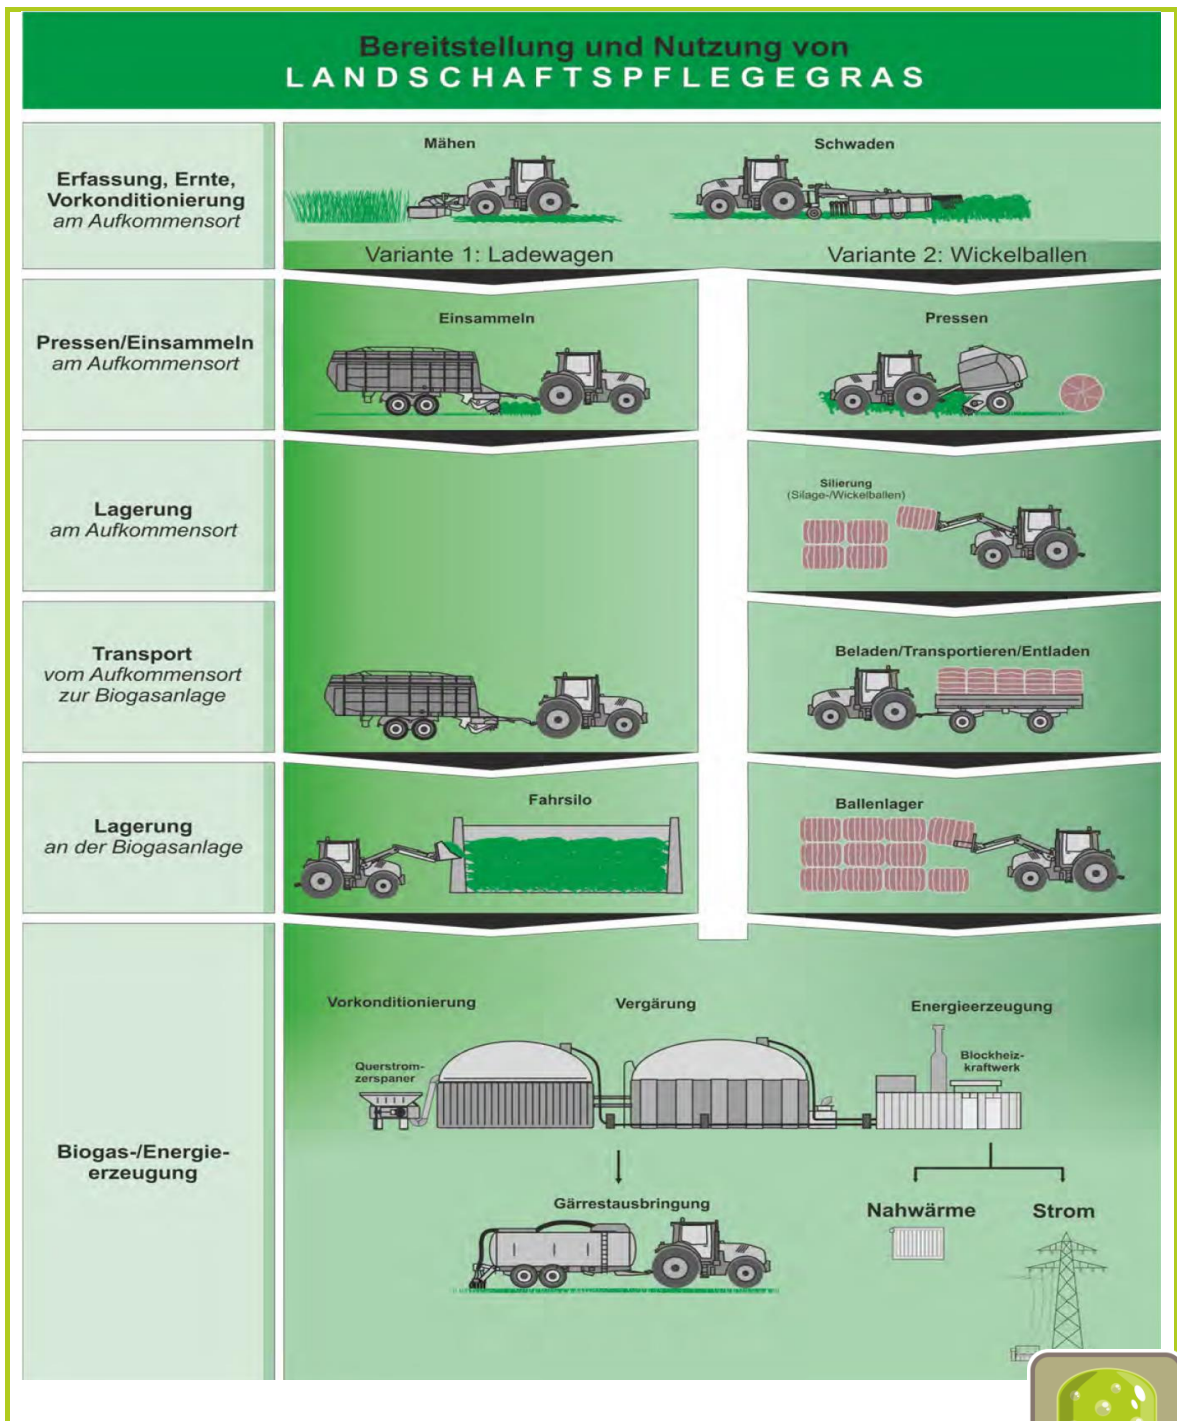 Bereitstellung und Nutzung von
LANDSCHAFTSPFLEGEGRAS
Erfassung, Ernte,
Vorkonditionierung
am Aufkommensort
Mähen
Schwaden
Variante 1: Ladewagen
Variante 2: Wickelballen
Pressen/Einsammeln
am Aufkommensort
Einsammeln
Pressen
Lagerung
am Aufkommensort
Silierung
(Silage-/Wickelballen)
Transport
vom Aufkommensort
zur Biogasanlage
Beladen/Transportieren/Entladen
Lagerung
an der Biogasanlage
Fahrsilo
Ballenlager
Biogas-/Energie-
erzeugung
Vorkonditionierung
Vergärung
Energieerzeugung
Querstrom-
zerspaner
Blockheiz-
kraftwerk
Gärrestausbringung
Nahwärme
Strom